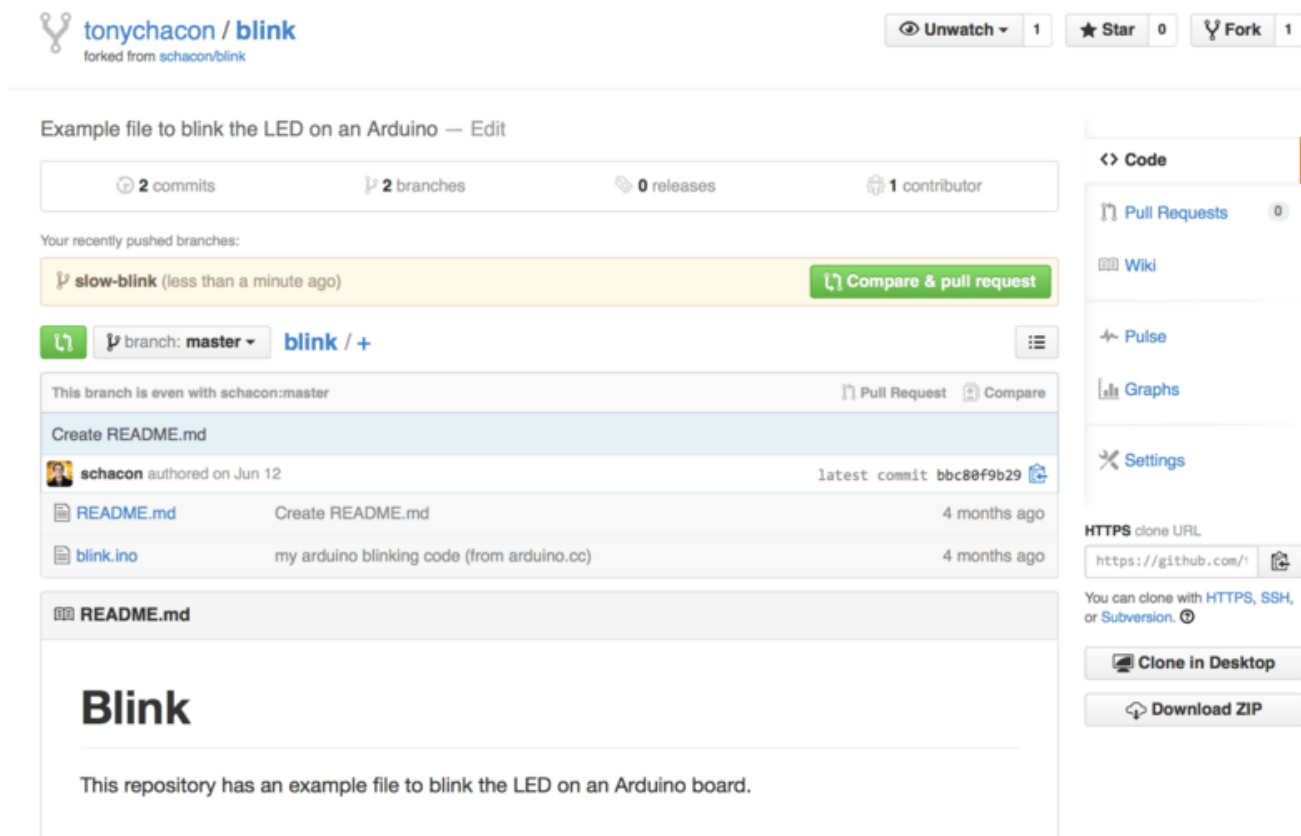 tonychacon / blink
forked from schacon/blink
Unwatch 1 Star 0 Fork 1
Example file to blink the LED on an Arduino — Edit
2 commits 2 branches 0 releases 1 contributor
Your recently pushed branches:
slow-blink (less than a minute ago) Compare & pull request
branch: master blink / +
This branch is even with schacon:master Pull Request Compare
Create README.md
schacon authored on Jun 12 latest commit bbc80f9b29
README.md Create README.md 4 months ago
blink.ino my arduino blinking code (from arduino.cc) 4 months ago
README.md
Blink
This repository has an example file to blink the LED on an Arduino board.
Code
Pull Requests 0
Wiki
Pulse
Graphs
Settings
HTTPS clone URL
https://github.com/
You can clone with HTTPS, SSH,
or Subversion.
Clone in Desktop
Download ZIP